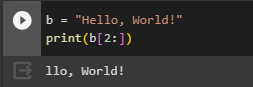 b = "Hello, World!"
print(b[2:])
llo, World!